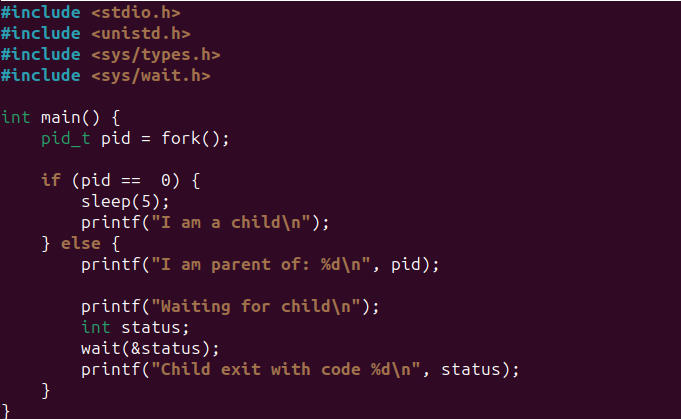 #include <stdio.h>
#include <unistd.h>
#include <sys/types.h>
#include <sys/wait.h>

int main() {
    pid_t pid = fork();

    if (pid ==  0) {
        sleep(5);
        printf("I am a child\n");
    } else {
        printf("I am parent of: %d\n", pid);

        printf("Waiting for child\n");
        int status;
        wait(&status);
        printf("Child exit with code %d\n", status);
    }
}